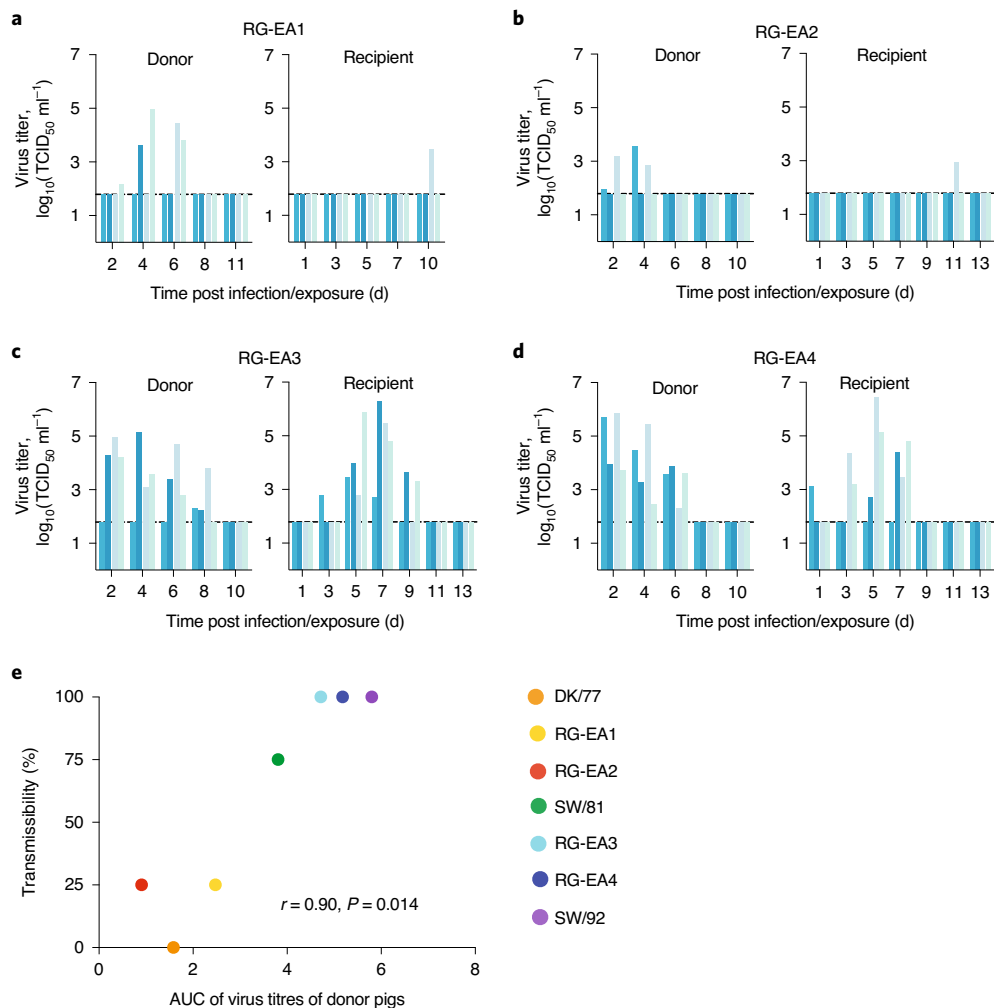 a
RG-EA1
Donor
Recipient
Virus titer,
log10(TCID50 ml−1)
7
5
3
1
2 4 6 8 11
7
5
3
1
1 3 5 7 10
Time post infection/exposure (d)
b
RG-EA2
Donor
Recipient
Virus titer,
log10(TCID50 ml−1)
7
5
3
1
2 4 6 8 10
7
5
3
1
1 3 5 7 9 11 13
Time post infection/exposure (d)
c
RG-EA3
Donor
Recipient
Virus titer,
log10(TCID50 ml−1)
7
5
3
1
2 4 6 8 10
7
5
3
1
1 3 5 7 9 11 13
Time post infection/exposure (d)
d
RG-EA4
Donor
Recipient
Virus titer,
log10(TCID50 ml−1)
7
5
3
1
2 4 6 8 10
7
5
3
1
1 3 5 7 9 11 13
Time post infection/exposure (d)
e
Transmissibility (%)
100
75
50
25
0
0 2 4 6 8
r = 0.90, P = 0.014
AUC of virus titres of donor pigs
DK/77
RG-EA1
RG-EA2
SW/81
RG-EA3
RG-EA4
SW/92